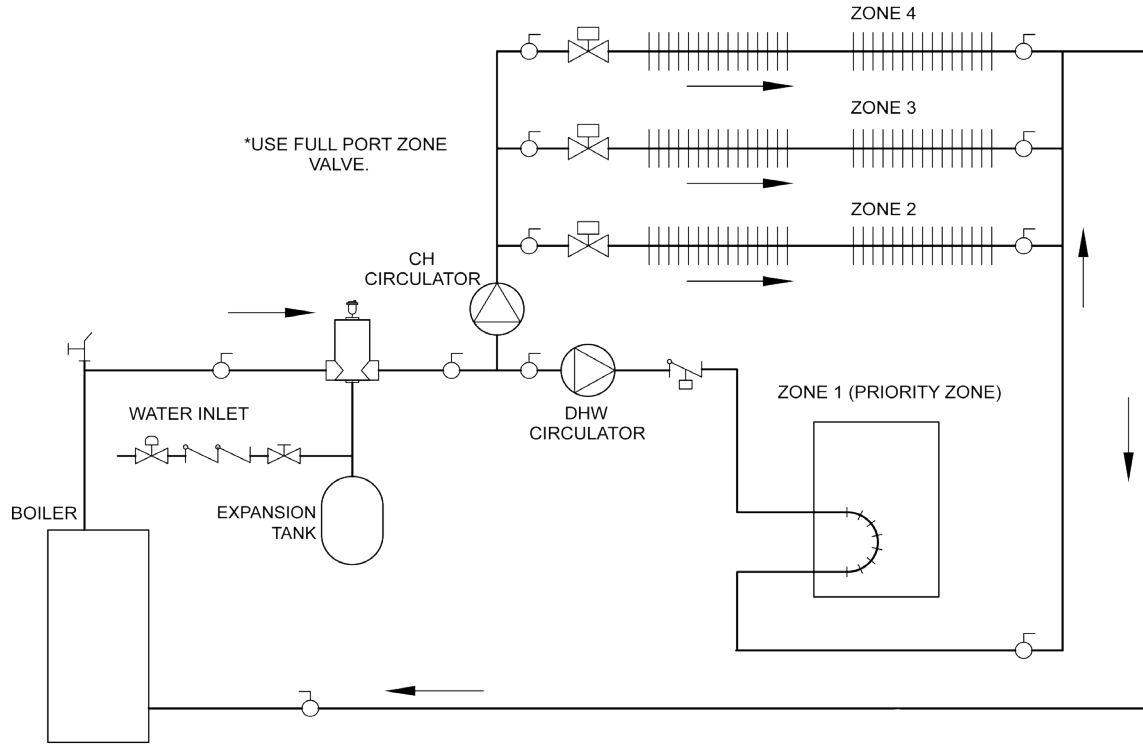 ZONE 4
ZONE 3
*USE FULL PORT ZONE
VALVE.
ZONE 2
CH
CIRCULATOR
ZONE 1 (PRIORITY ZONE)
WATER INLET
DHW
CIRCULATOR
BOILER
EXPANSION
TANK